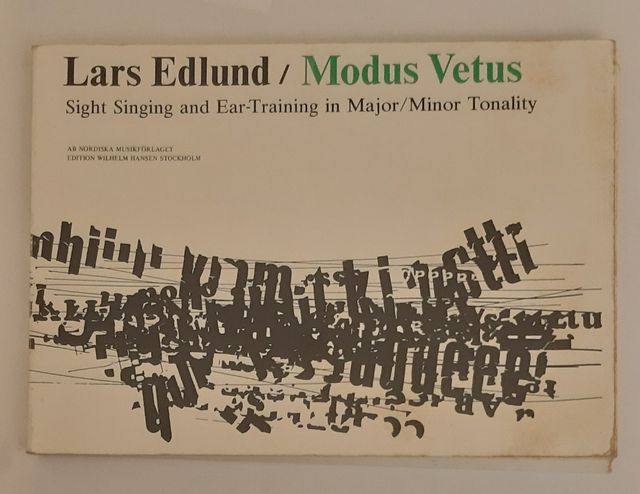 Lars Edlund / Modus Vetus
Sight Singing and Ear-Training in Major/Minor Tonality
AB NORDISKA MUSIKFÖRLAGET
EDITION WILHELM HANSEN STOCKHOLM